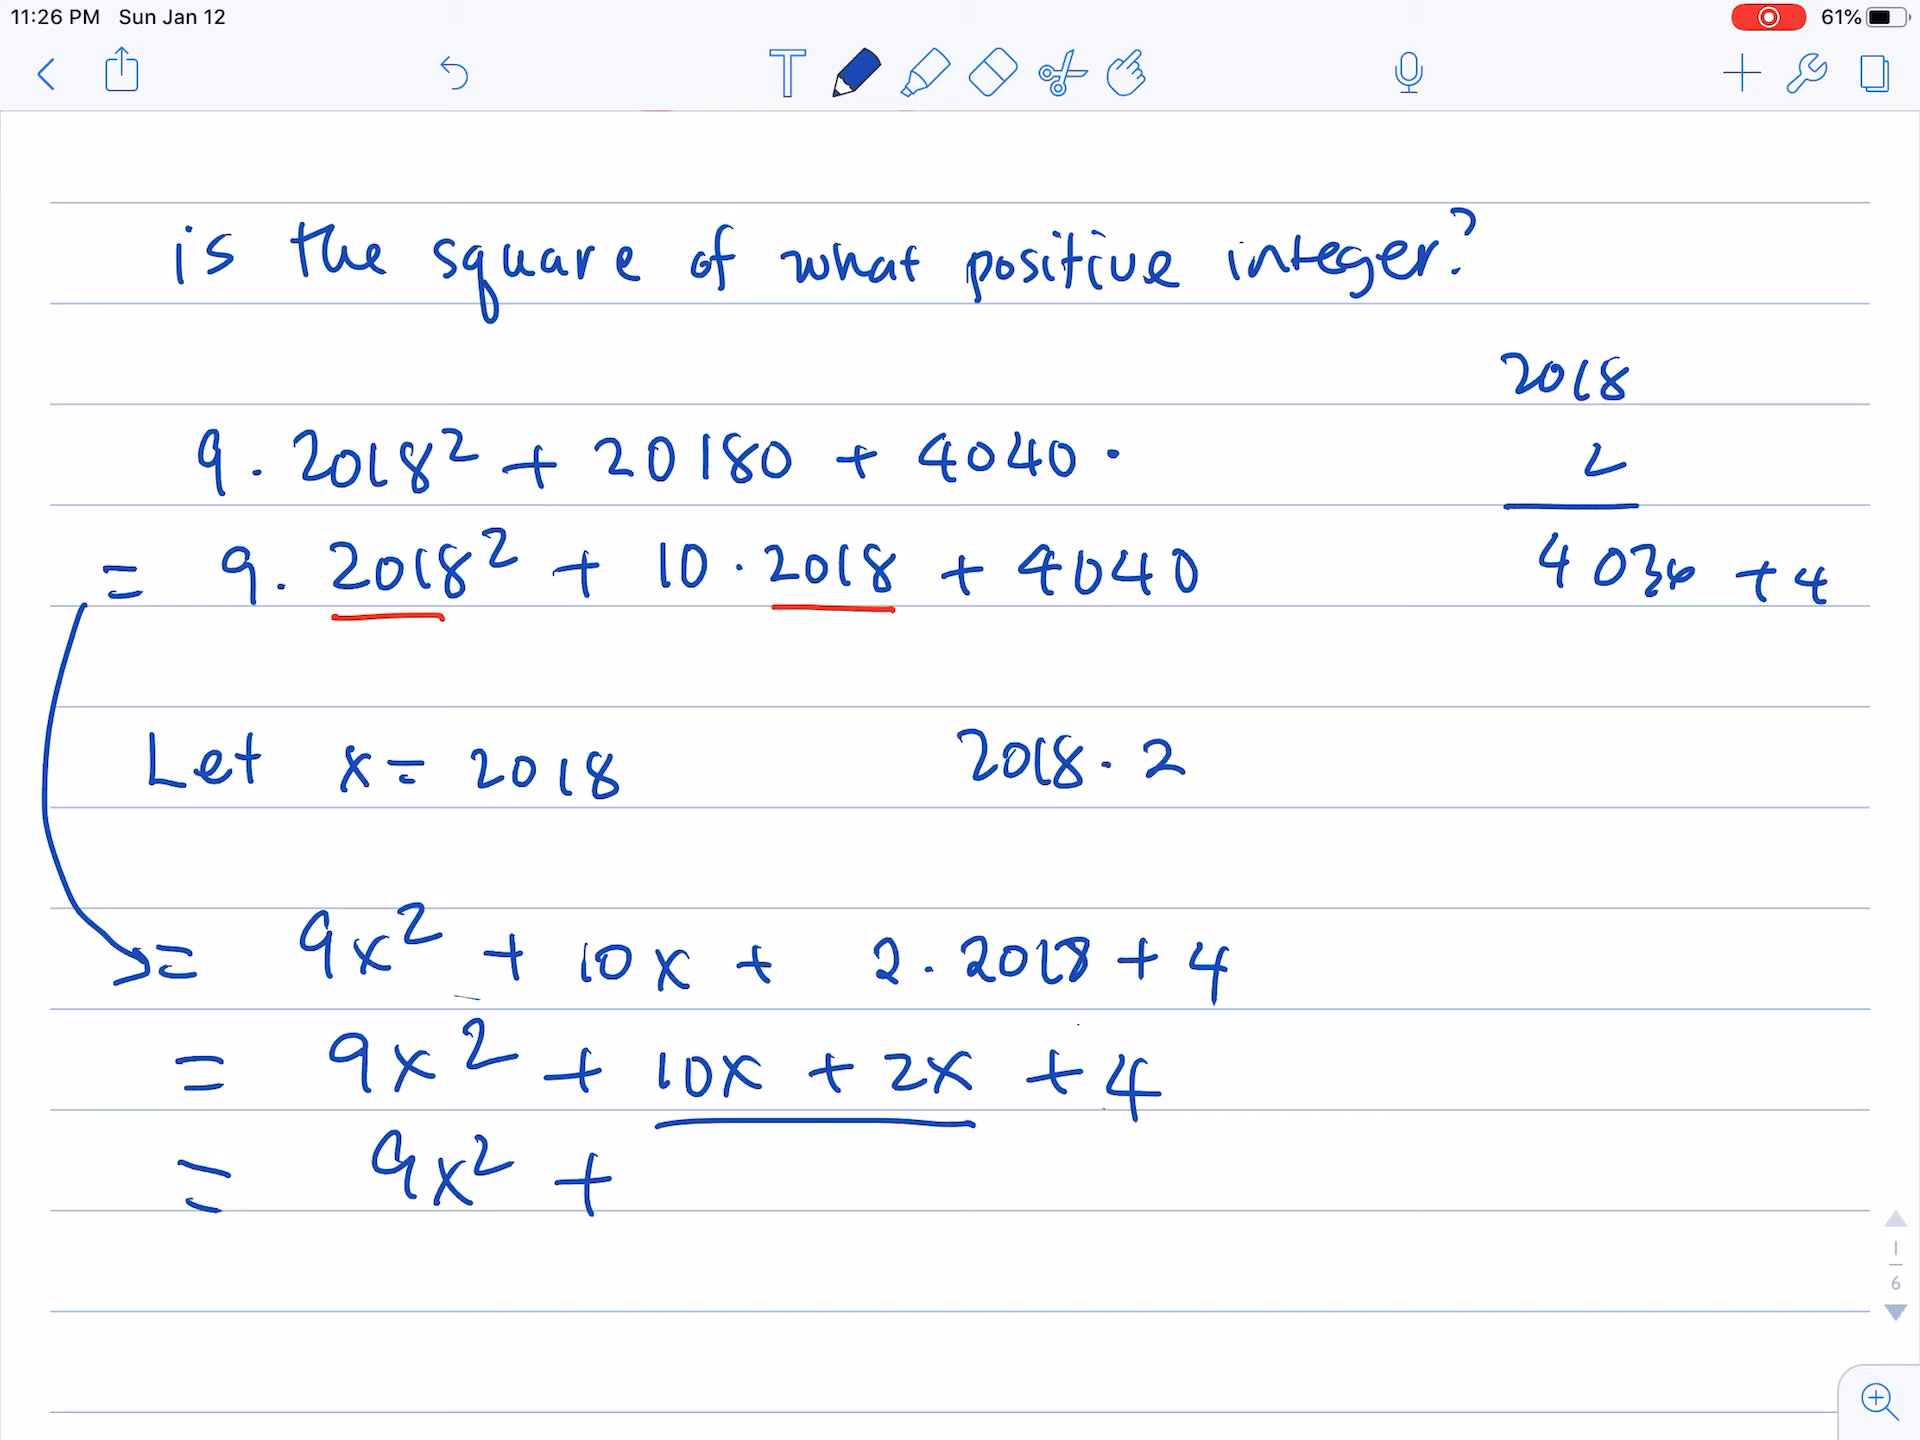 11:26 PM Sun Jan 12 61%
T
is the square of what positive integer?
2018
9 · 2018² + 20180 + 4040 ·
2
= 9 · 2018² + 10 · 2018 + 4040
4036 + 4
Let x = 2018
2018 · 2
= 9x² + 10x + 2 · 2018 + 4
= 9x² + 10x + 2x + 4
= 9x² +
1
6